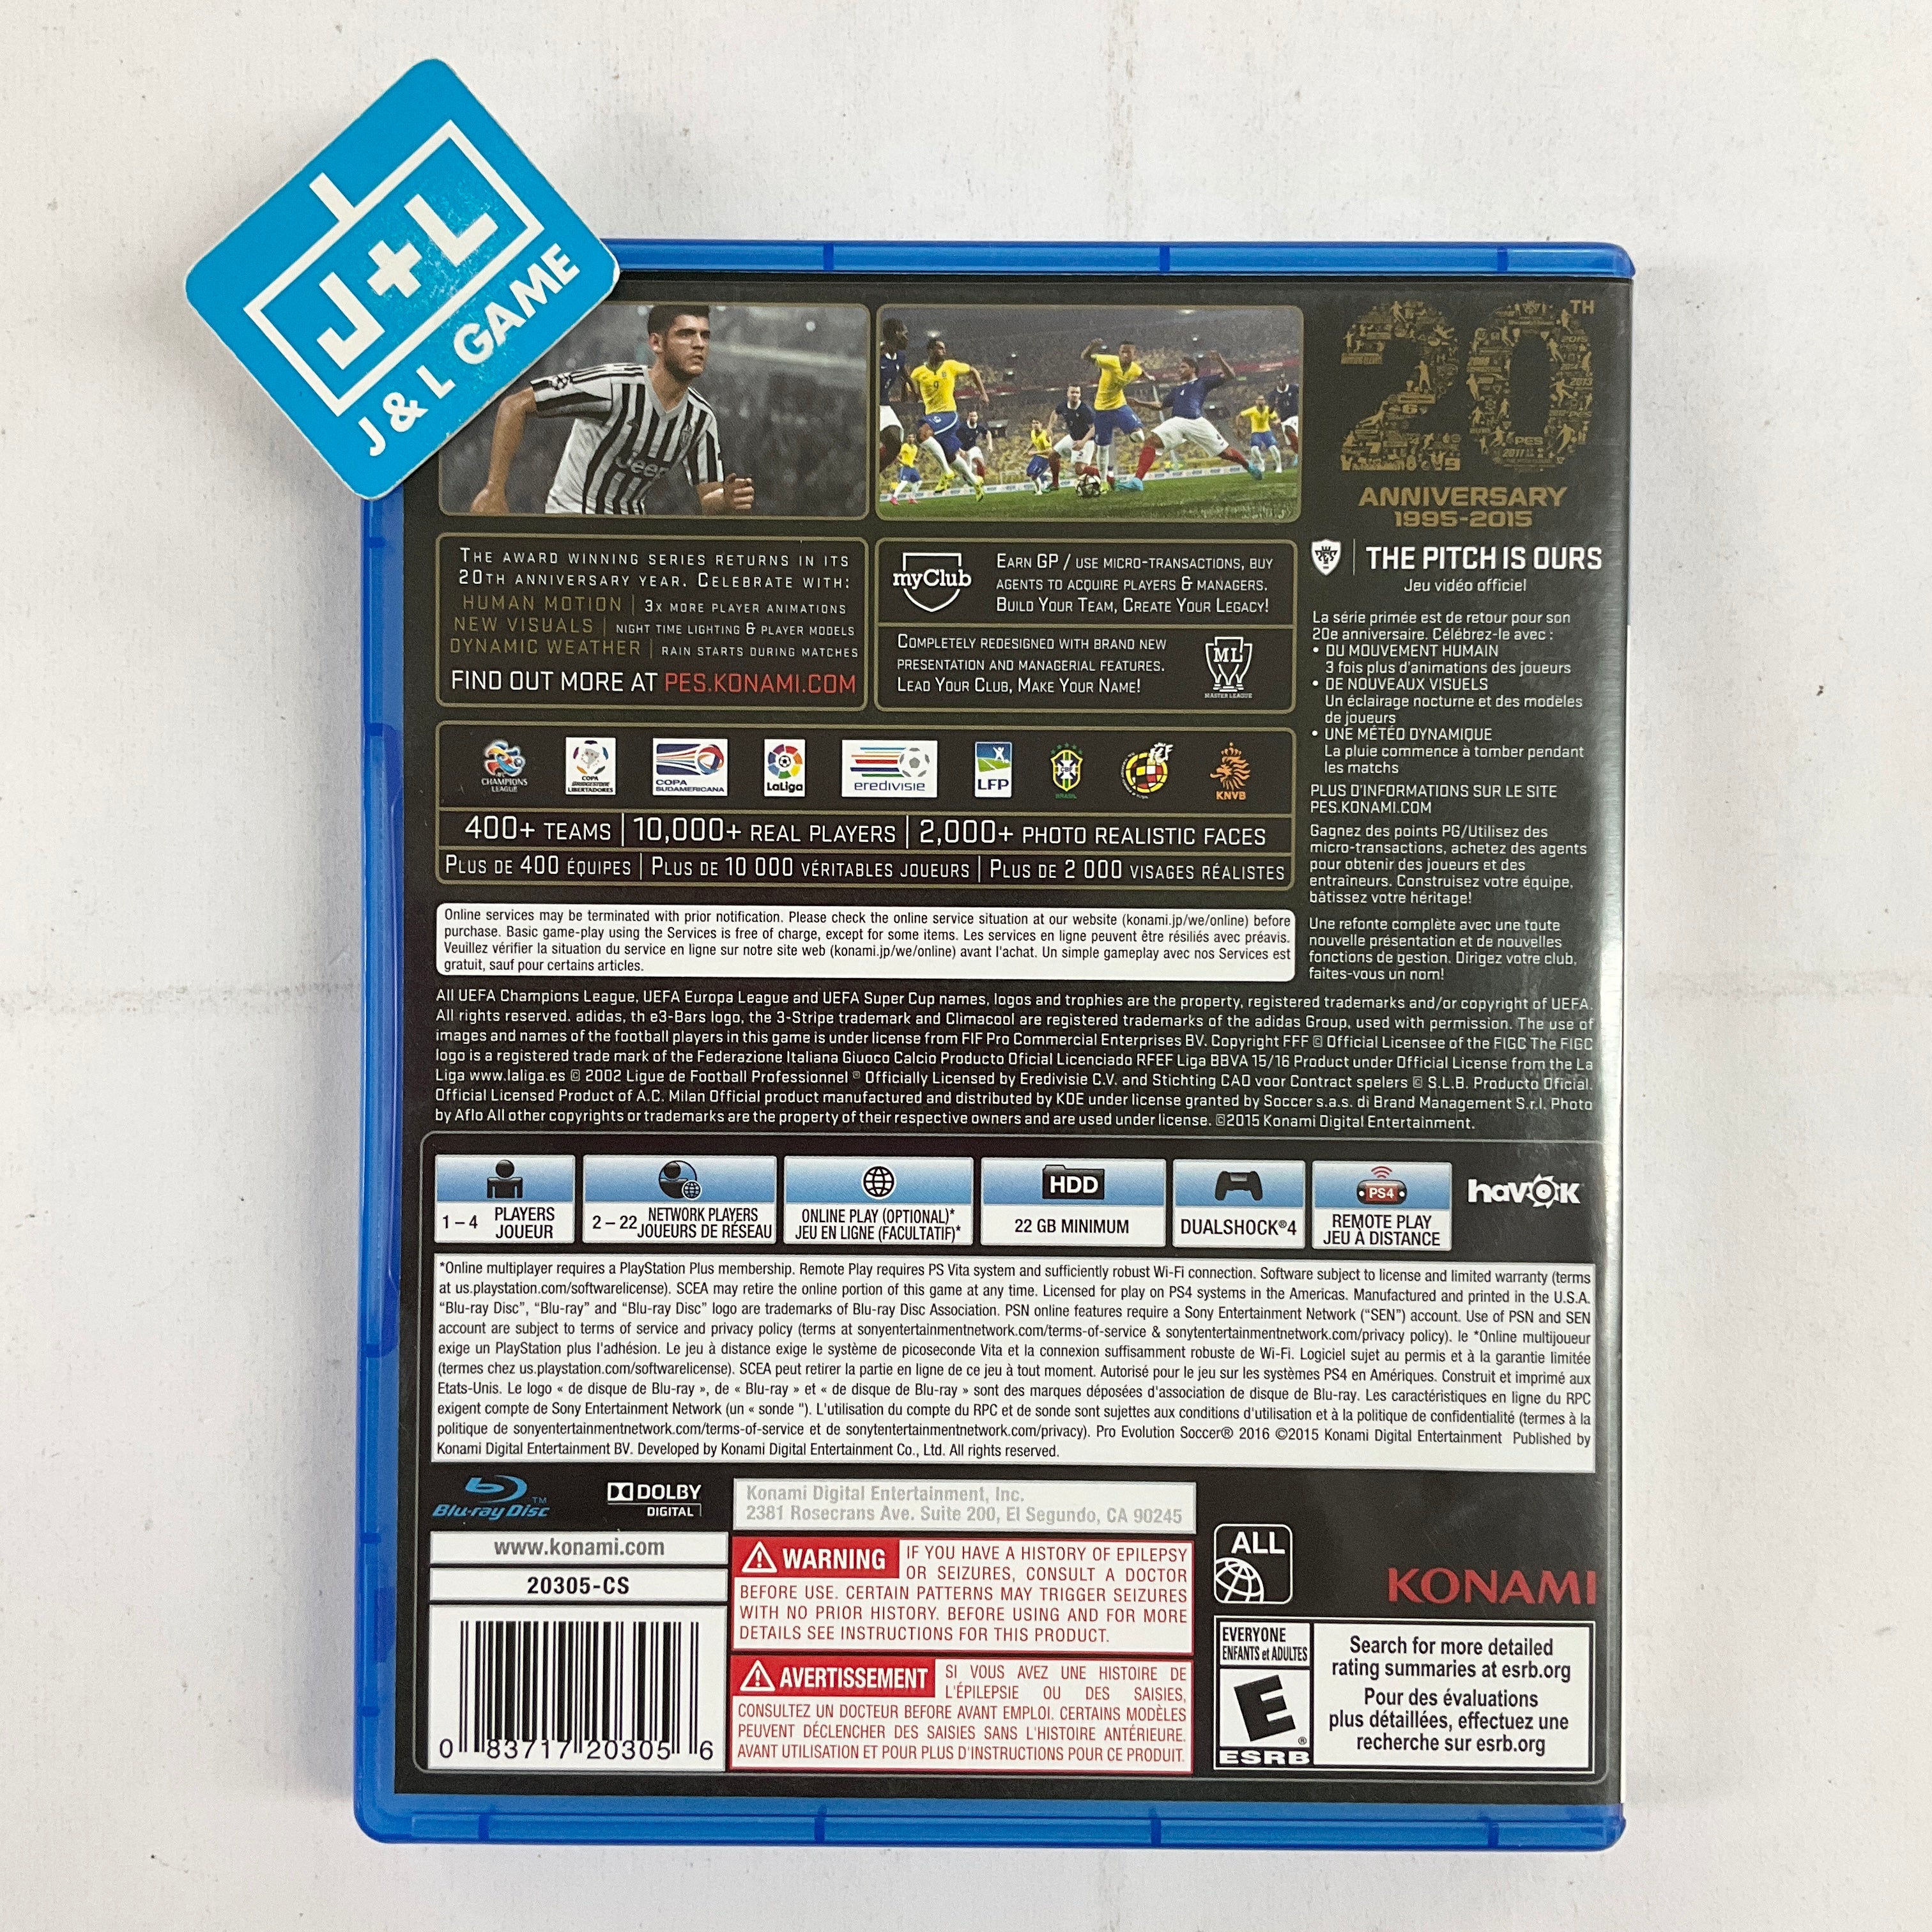 J+L
J & L GAME
Jeep
20TH
ANNIVERSARY
1995-2015
THE AWARD WINNING SERIES RETURNS IN ITS
20TH ANNIVERSARY YEAR. CELEBRATE WITH:
HUMAN MOTION | 3X MORE PLAYER ANIMATIONS
NEW VISUALS | NIGHT TIME LIGHTING & PLAYER MODELS
DYNAMIC WEATHER | RAIN STARTS DURING MATCHES
FIND OUT MORE AT PES.KONAMI.COM
myClub
EARN GP / USE MICRO-TRANSACTIONS, BUY
AGENTS TO ACQUIRE PLAYERS & MANAGERS.
BUILD YOUR TEAM, CREATE YOUR LEGACY!
COMPLETELY REDESIGNED WITH BRAND NEW
PRESENTATION AND MANAGERIAL FEATURES.
LEAD YOUR CLUB, MAKE YOUR NAME!
ML
MASTER LEAGUE
THE PITCH IS OURS
Jeu vidéo officiel
La série primée est de retour pour son
20e anniversaire. Célébrez-le avec :
• DU MOUVEMENT HUMAIN
3 fois plus d'animations des joueurs
• DE NOUVEAUX VISUELS
Un éclairage nocturne et des modèles
de joueurs
• UNE MÉTÉO DYNAMIQUE
La pluie commence à tomber pendant
les matchs
PLUS D'INFORMATIONS SUR LE SITE
PES.KONAMI.COM
Gagnez des points PG/Utilisez des
micro-transactions, achetez des agents
pour obtenir des joueurs et des
entraîneurs. Construisez votre équipe,
bâtissez votre héritage!
Une refonte complète avec une toute
nouvelle présentation et de nouvelles
fonctions de gestion. Dirigez votre club,
faites-vous un nom!
CHAMPIONS
LEAGUE
COPA
BRIDGESTONE
LIBERTADORES
COPA
SUDAMERICANA
LaLiga
eredivisie
LFP
BRASIL
KNVB
400+ TEAMS | 10,000+ REAL PLAYERS | 2,000+ PHOTO REALISTIC FACES
PLUS DE 400 ÉQUIPES | PLUS DE 10 000 VÉRITABLES JOUEURS | PLUS DE 2 000 VISAGES RÉALISTES
Online services may be terminated with prior notification. Please check the online service situation at our website (konami.jp/we/online) before
purchase. Basic game-play using the Services is free of charge, except for some items. Les services en ligne peuvent être résiliés avec préavis.
Veuillez vérifier la situation du service en ligne sur notre site web (konami.jp/we/online) avant l'achat. Un simple gameplay avec nos Services est
gratuit, sauf pour certains articles.
All UEFA Champions League, UEFA Europa League and UEFA Super Cup names, logos and trophies are the property, registered trademarks and/or copyright of UEFA.
All rights reserved. adidas, th e3-Bars logo, the 3-Stripe trademark and Climacool are registered trademarks of the adidas Group, used with permission. The use of
images and names of the football players in this game is under license from FIF Pro Commercial Enterprises BV. Copyright FFF © Official Licensee of the FIGC The FIGC
logo is a registered trade mark of the Federazione Italiana Giuoco Calcio Producto Oficial Licenciado RFEF Liga BBVA 15/16 Product under Official License from the La
Liga www.laliga.es © 2002 Ligue de Football Professionnel ® Officially Licensed by Eredivisie C.V. and Stichting CAO voor Contract spelers © S.L.B. Producto Oficial.
Official Licensed Product of A.C. Milan Official product manufactured and distributed by KDE under license granted by Soccer s.a.s. di Brand Management S.r.l. Photo
by Aflo All other copyrights or trademarks are the property of their respective owners and are used under license. ©2015 Konami Digital Entertainment.
1 – 4 PLAYERS
JOUEUR
2 – 22 NETWORK PLAYERS
JOUEURS DE RÉSEAU
ONLINE PLAY (OPTIONAL)*
JEU EN LIGNE (FACULTATIF)*
HDD
22 GB MINIMUM
DUALSHOCK®4
PS4
REMOTE PLAY
JEU À DISTANCE
havok
*Online multiplayer requires a PlayStation Plus membership. Remote Play requires PS Vita system and sufficiently robust Wi-Fi connection. Software subject to license and limited warranty (terms
at us.playstation.com/softwarelicense). SCEA may retire the online portion of this game at any time. Licensed for play on PS4 systems in the Americas. Manufactured and printed in the U.S.A.
“Blu-ray Disc”, “Blu-ray” and “Blu-ray Disc” logo are trademarks of Blu-ray Disc Association. PSN online features require a Sony Entertainment Network (“SEN”) account. Use of PSN and SEN
account are subject to terms of service and privacy policy (terms at sonyentertainmentnetwork.com/terms-of-service & sonytentertainmentnetwork.com/privacy policy). le *Online multijoueur
exige un PlayStation plus l'adhésion. Le jeu à distance exige le système de picoseconde Vita et la connexion suffisamment robuste de Wi-Fi. Logiciel sujet au permis et à la garantie limitée
(termes chez us.playstation.com/softwarelicense). SCEA peut retirer la partie en ligne de ce jeu à tout moment. Autorisé pour le jeu sur les systèmes PS4 en Amériques. Construit et imprimé aux
Etats-Unis. Le logo « de disque de Blu-ray », de « Blu-ray » et « de disque de Blu-ray » sont des marques déposées d'association de disque de Blu-ray. Les caractéristiques en ligne du RPC
exigent compte de Sony Entertainment Network (un « sonde "). L'utilisation du compte du RPC et de sonde sont sujettes aux conditions d'utilisation et à la politique de confidentialité (termes à la
politique de sonyentertainmentnetwork.com/terms-of-service et de sonytentertainmentnetwork.com/privacy). Pro Evolution Soccer® 2016 ©2015 Konami Digital Entertainment Published by
Konami Digital Entertainment BV. Developed by Konami Digital Entertainment Co., Ltd. All rights reserved.
Blu-ray Disc™
DOLBY
DIGITAL
Konami Digital Entertainment, Inc.
2381 Rosecrans Ave. Suite 200, El Segundo, CA 90245
www.konami.com
20305-CS
0 83717 20305 6
WARNING IF YOU HAVE A HISTORY OF EPILEPSY
OR SEIZURES, CONSULT A DOCTOR
BEFORE USE. CERTAIN PATTERNS MAY TRIGGER SEIZURES
WITH NO PRIOR HISTORY. BEFORE USING AND FOR MORE
DETAILS SEE INSTRUCTIONS FOR THIS PRODUCT.
AVERTISSEMENT SI VOUS AVEZ UNE HISTOIRE DE
L'ÉPILEPSIE OU DES SAISIES,
CONSULTEZ UN DOCTEUR BEFORE AVANT EMPLOI. CERTAINS MODÈLES
PEUVENT DÉCLENCHER DES SAISIES SANS L'HISTOIRE ANTÉRIEURE.
AVANT UTILISATION ET POUR PLUS D'INSTRUCTIONS POUR CE PRODUIT.
ALL
KONAMI
EVERYONE
ENFANTS et ADULTES
E
ESRB
Search for more detailed
rating summaries at esrb.org
Pour des évaluations
plus détaillées, effectuez une
recherche sur esrb.org